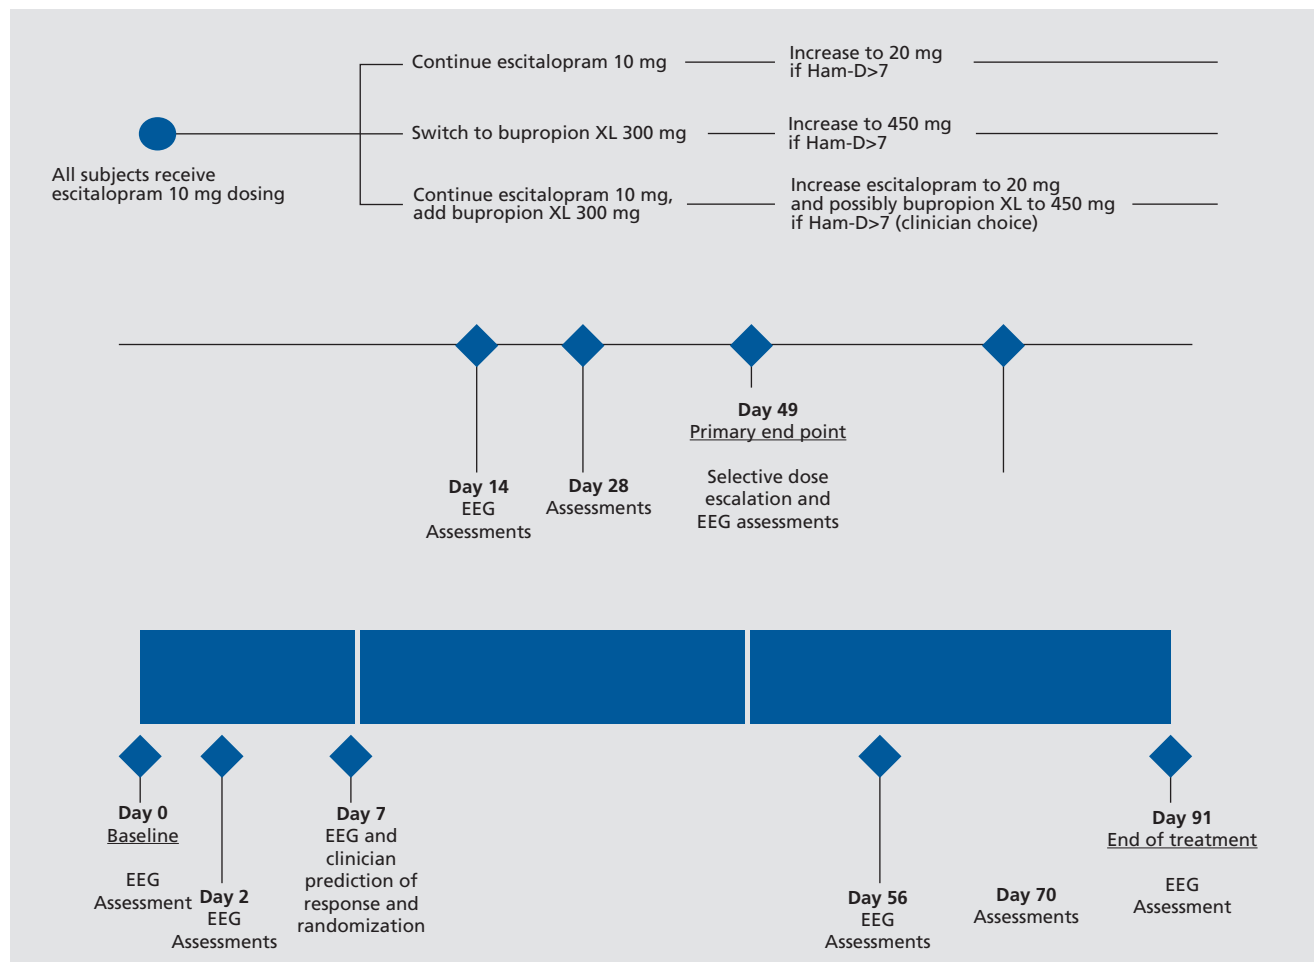 Continue escitalopram 10 mg
Increase to 20 mg
if Ham-D>7
All subjects receive
escitalopram 10 mg dosing
Switch to bupropion XL 300 mg
Increase to 450 mg
if Ham-D>7
Continue escitalopram 10 mg,
add bupropion XL 300 mg
Increase escitalopram to 20 mg
and possibly bupropion XL to 450 mg
if Ham-D>7 (clinician choice)
Day 14
EEG
Assessments
Day 28
Assessments
Day 49
Primary end point
Selective dose
escalation and
EEG assessments
Day 0
Baseline
EEG
Assessment
Day 2
EEG
Assessments
Day 7
EEG and
clinician
prediction of
response and
randomization
Day 56
EEG
Assessments
Day 70
Assessments
Day 91
End of treatment
EEG
Assessment